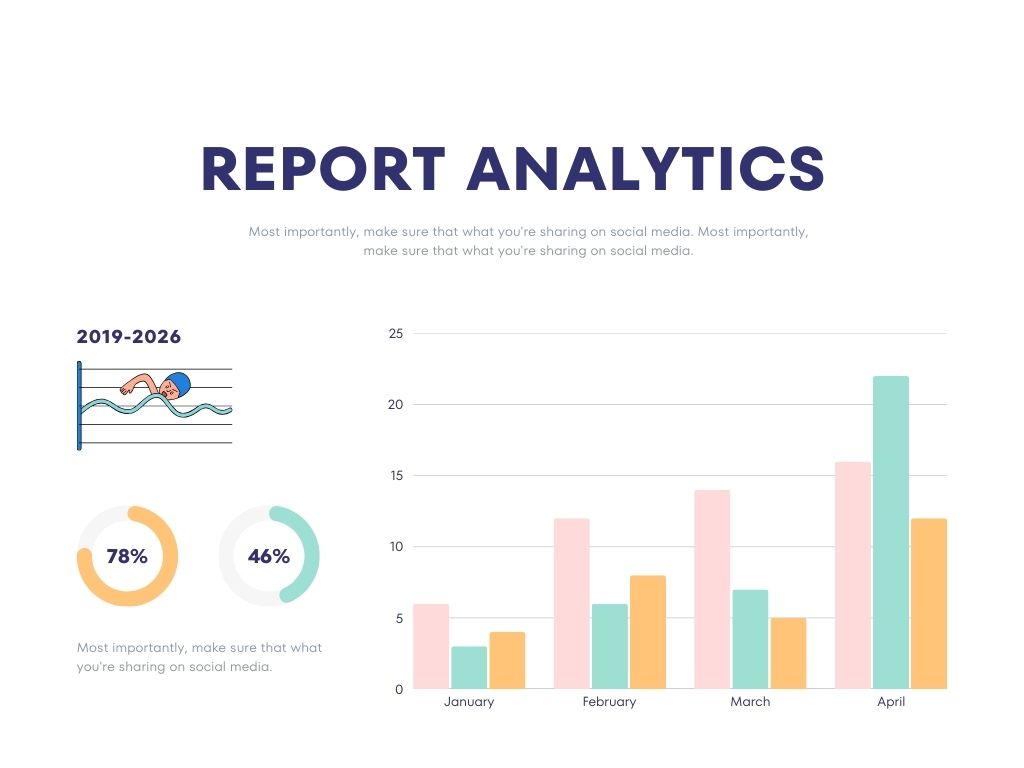 REPORT ANALYTICS
Most importantly, make sure that what you're sharing on social media. Most importantly,
make sure that what you're sharing on social media.
2019-2026
78%
46%
Most importantly, make sure that what
you're sharing on social media.
25
20
15
10
5
0
January
February
March
April